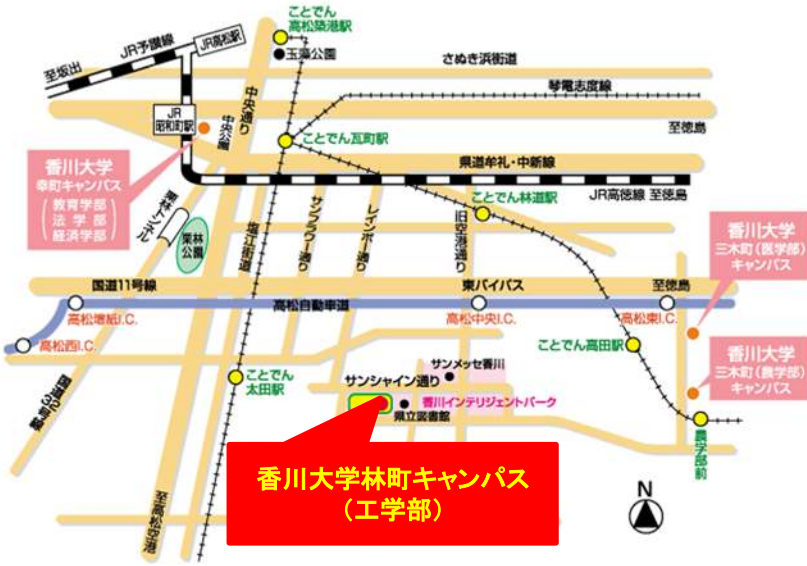 ことでん
高松築港駅
JR予讃線
JR高松駅
玉藻公園
至坂出
さぬき浜街道
中央通り
琴電志度線
JR
昭和町駅
中央公園
至徳島
ことでん瓦町駅
香川大学
幸町キャンパス
教育学部
法学部
経済学部
県道牟礼・中新線
JR高徳線 至徳島
栗林トンネル
栗林
公園
塩江街道
サンフラワー通り
レインボー通り
旧空港通り
ことでん林道駅
香川大学
三木町(医学部)
キャンパス
国道11号線
東バイパス
至徳島
高松自動車道
高松檀紙I.C.
高松中央I.C.
高松東I.C.
高松西I.C.
ことでん高田駅
香川大学
三木町(農学部)
キャンパス
サンメッセ香川
ことでん
太田駅
サンシャイン通り
国道32号線
県立図書館
香川インテリジェントパーク
農学部前
香川大学林町キャンパス
(工学部)
至高松空港
N